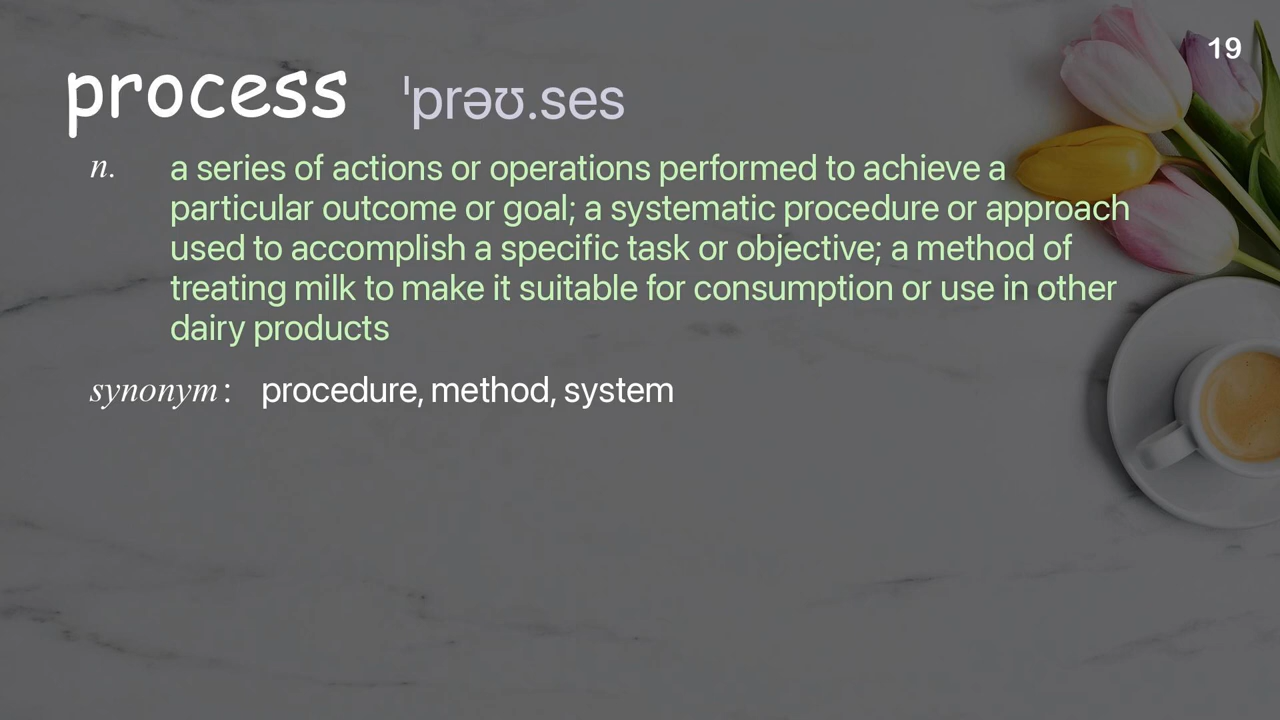 19
process ˈprəʊ.ses
n. a series of actions or operations performed to achieve a
particular outcome or goal; a systematic procedure or approach
used to accomplish a specific task or objective; a method of
treating milk to make it suitable for consumption or use in other
dairy products
synonym: procedure, method, system